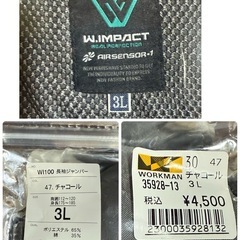 W.IMPACT
IDEAL PERFECTION
AIRSENSOR-1
3L
WI100 長袖ジャンパー
47. チャコール
3L
ポリエステル 65%
綿 35%
30 47
WORKMAN チャコール
35928-13 3L
税込 ¥4,500
2300035928132